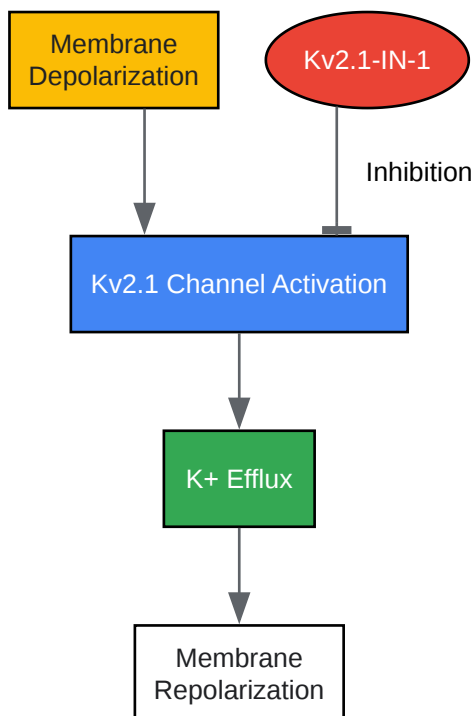 Membrane
Depolarization
Kv2.1-IN-1
Inhibition
Kv2.1 Channel Activation
K+ Efflux
Membrane
Repolarization